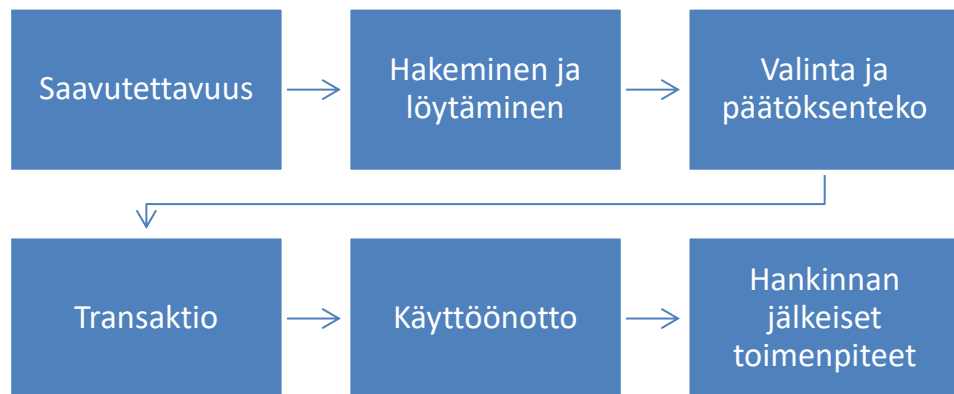 Saavutettavuus
Hakeminen ja
löytäminen
Valinta ja
päätöksenteko
Transaktio
Käyttöönotto
Hankinnan
jälkeiset
toimenpiteet